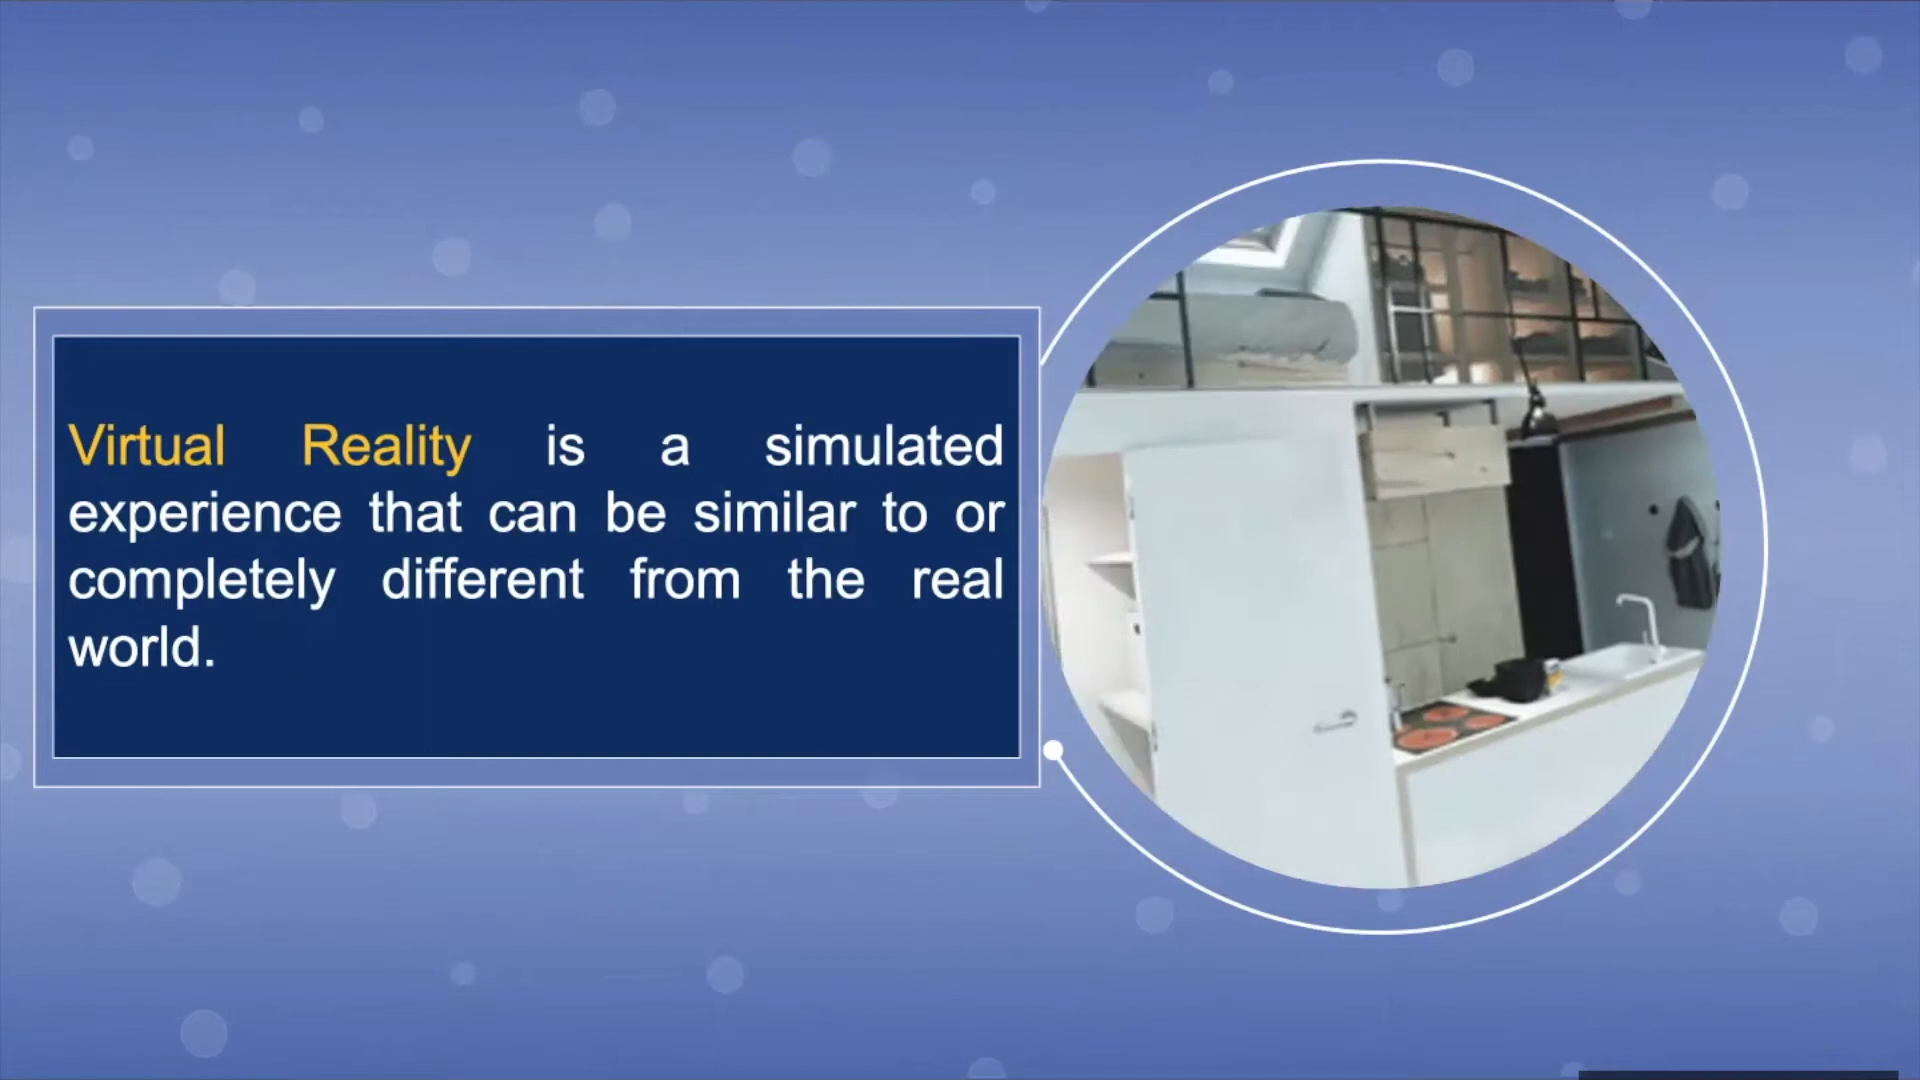 Virtual Reality is a simulated
experience that can be similar to or
completely different from the real
world.